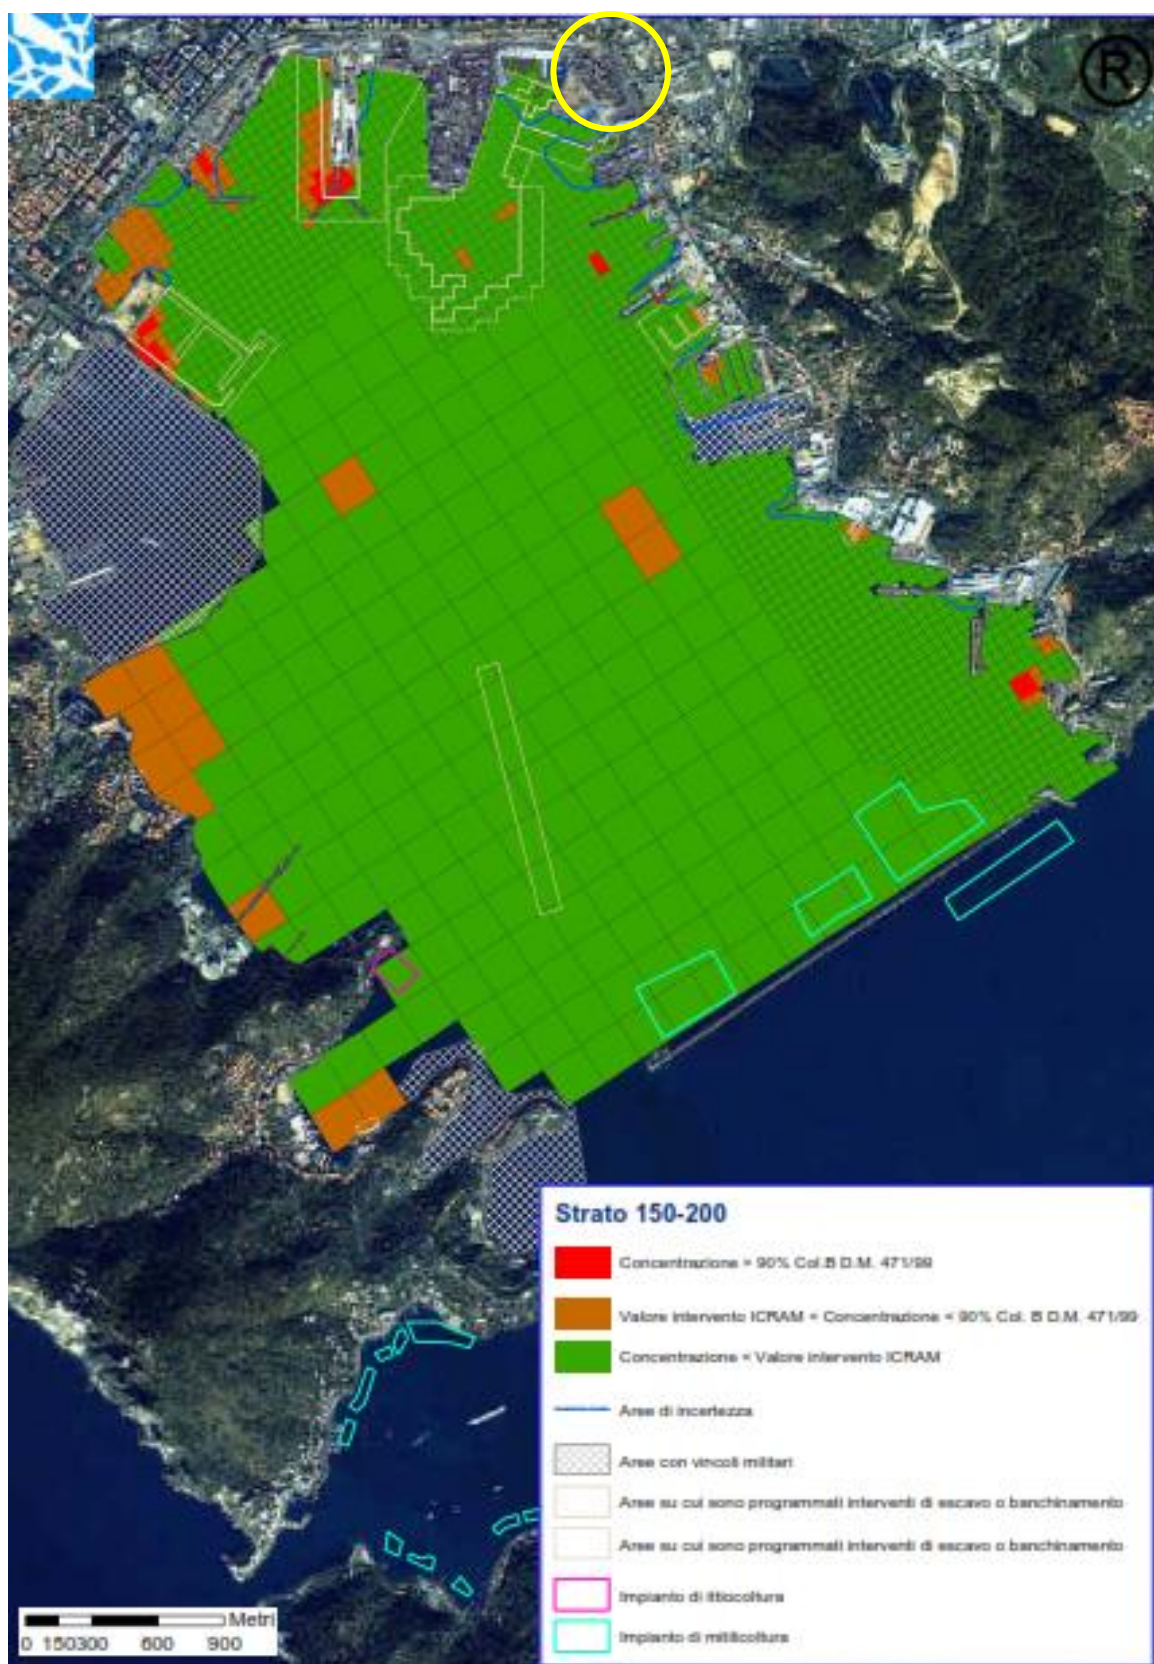 ®
Strato 150-200
Concentrazione = 90% Col.B D.M. 471/99
Valore intervento ICRAM = Concentrazione = 90% Col. B D.M. 471/99
Concentrazione = Valore intervento ICRAM
Aree di incertezza
Aree con vincoli militari
Aree su cui sono programmati interventi di escavo o banchinamento
Aree su cui sono programmati interventi di escavo o banchinamento
Impianto di ittiocoltura
Impianto di mitilicoltura
Metri
0 150300 600 900